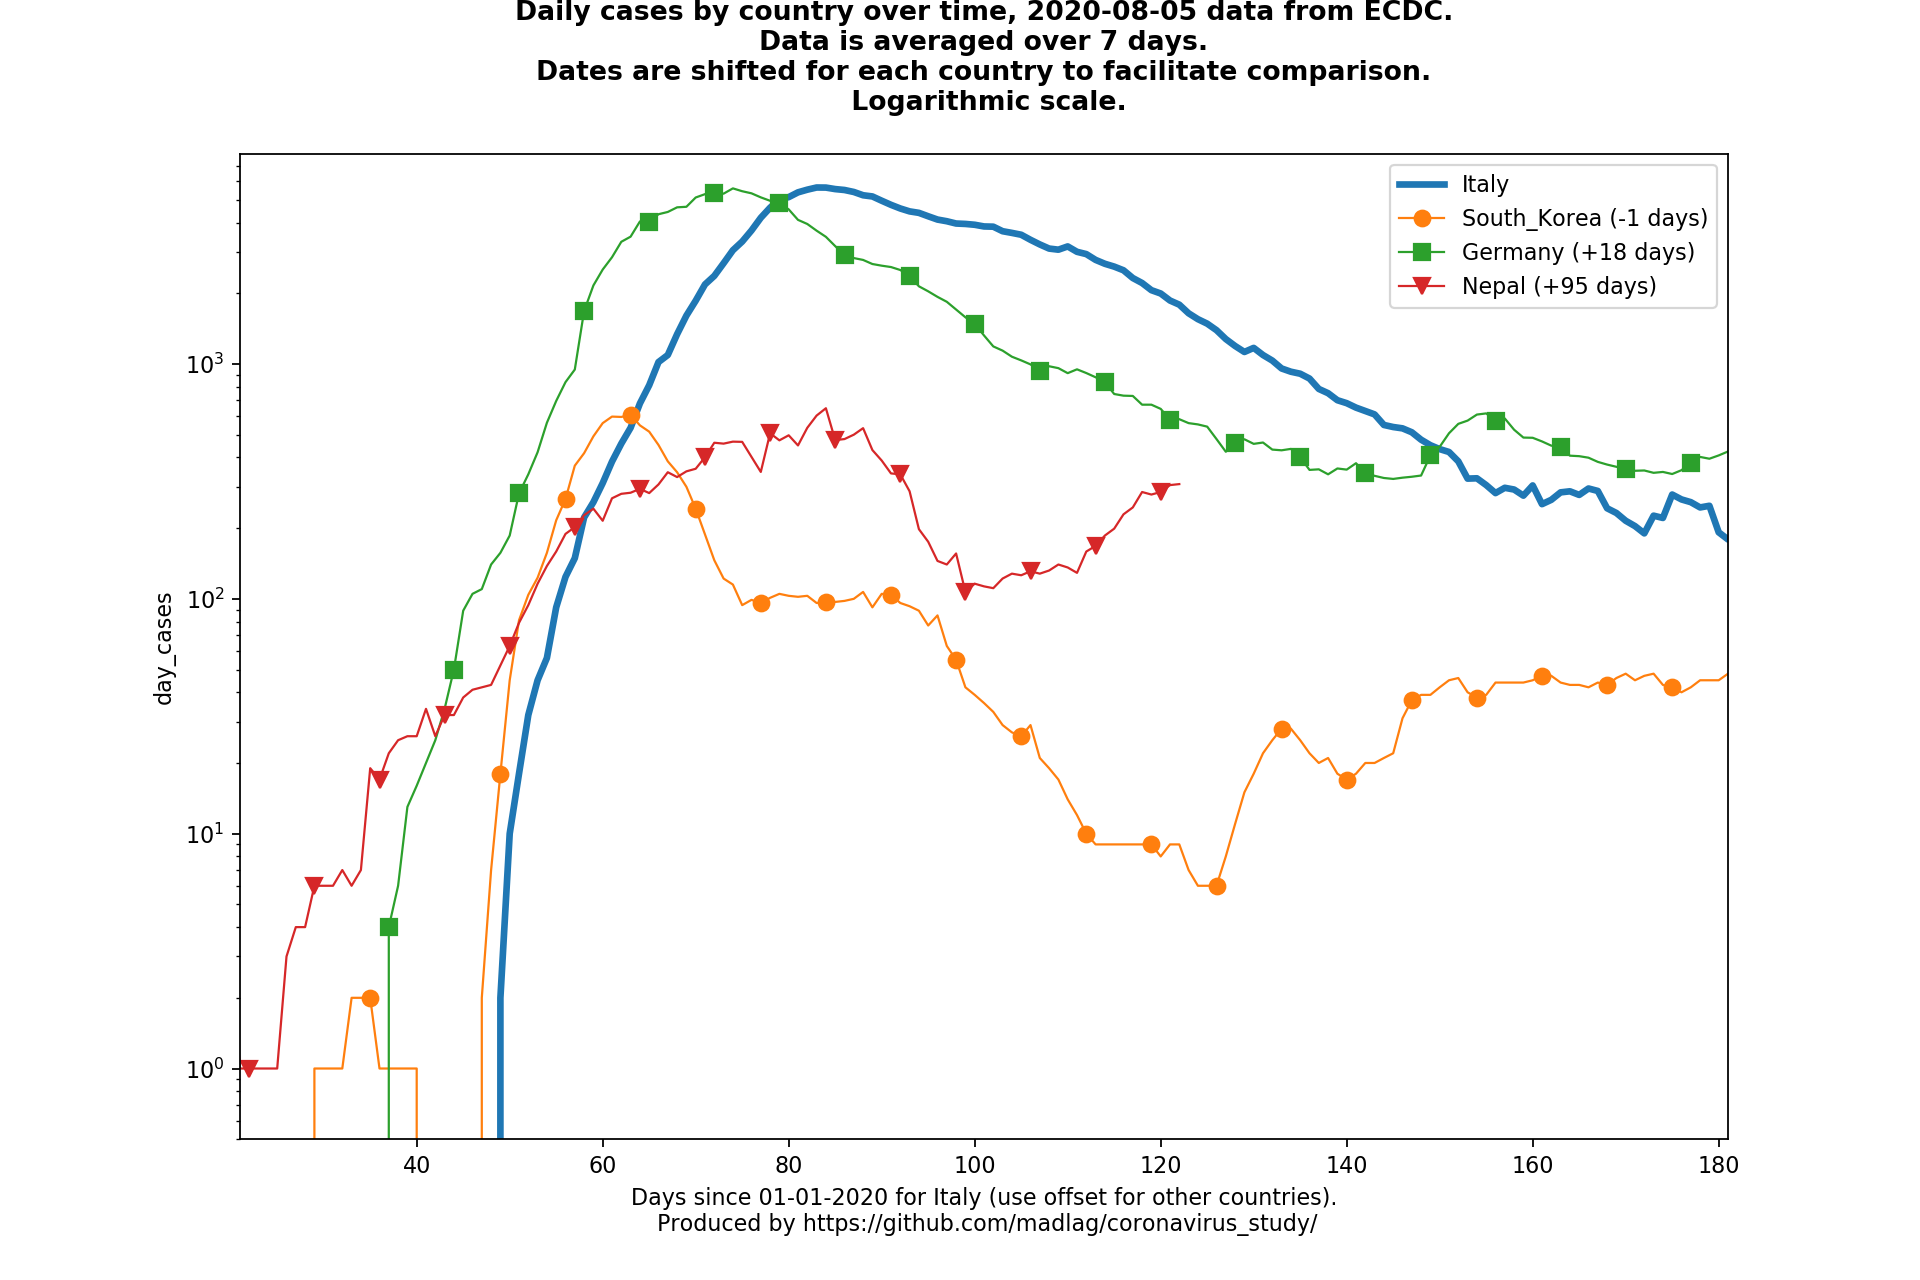 Daily cases by country over time, 2020-08-05 data from ECDC.
Data is averaged over 7 days.
Dates are shifted for each country to facilitate comparison.
Logarithmic scale.
Italy
South_Korea (-1 days)
Germany (+18 days)
Nepal (+95 days)
10³
10²
10¹
10⁰
day_cases
40 60 80 100 120 140 160 180
Days since 01-01-2020 for Italy (use offset for other countries).
Produced by https://github.com/madlag/coronavirus_study/